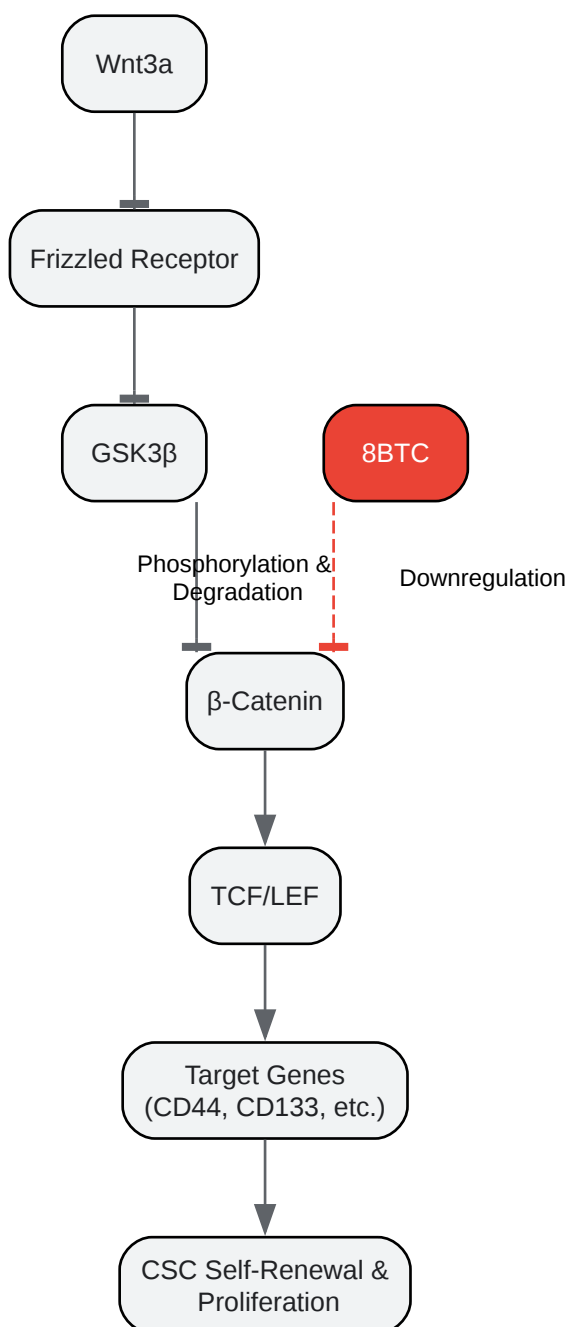 Wnt3a
Frizzled Receptor
GSK3β
8BTC
Phosphorylation &
Degradation
Downregulation
β-Catenin
TCF/LEF
Target Genes
(CD44, CD133, etc.)
CSC Self-Renewal &
Proliferation